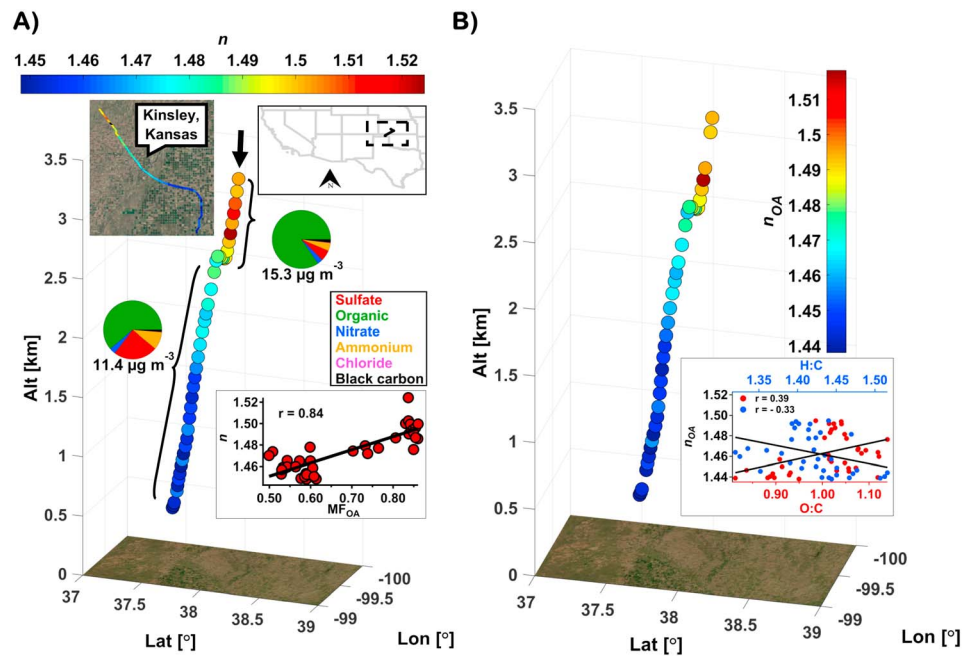 A)
n
1.45 1.46 1.47 1.48 1.49 1.5 1.51 1.52
Kinsley,
Kansas
N
3.5
3
2.5
2
1.5
1
0.5
0
Alt [km]
15.3 µg m-3
11.4 µg m-3
Sulfate
Organic
Nitrate
Ammonium
Chloride
Black carbon
r = 0.84
n
1.52
1.50
1.48
1.46
0.50 0.60 0.70 0.80
MFOA
37
37.5
38
38.5
39
Lat [°]
-100
-99.5
-99
Lon [°]
B)
3.5
3
2.5
2
1.5
1
0.5
0
Alt [km]
1.51
1.5
1.49
1.48
1.47
1.46
1.45
1.44
nOA
H:C
1.35 1.40 1.45 1.50
r = 0.39
r = - 0.33
nOA
1.52
1.50
1.48
1.46
1.44
0.90 1.00 1.10
O:C
37
37.5
38
38.5
39
Lat [°]
-100
-99.5
-99
Lon [°]